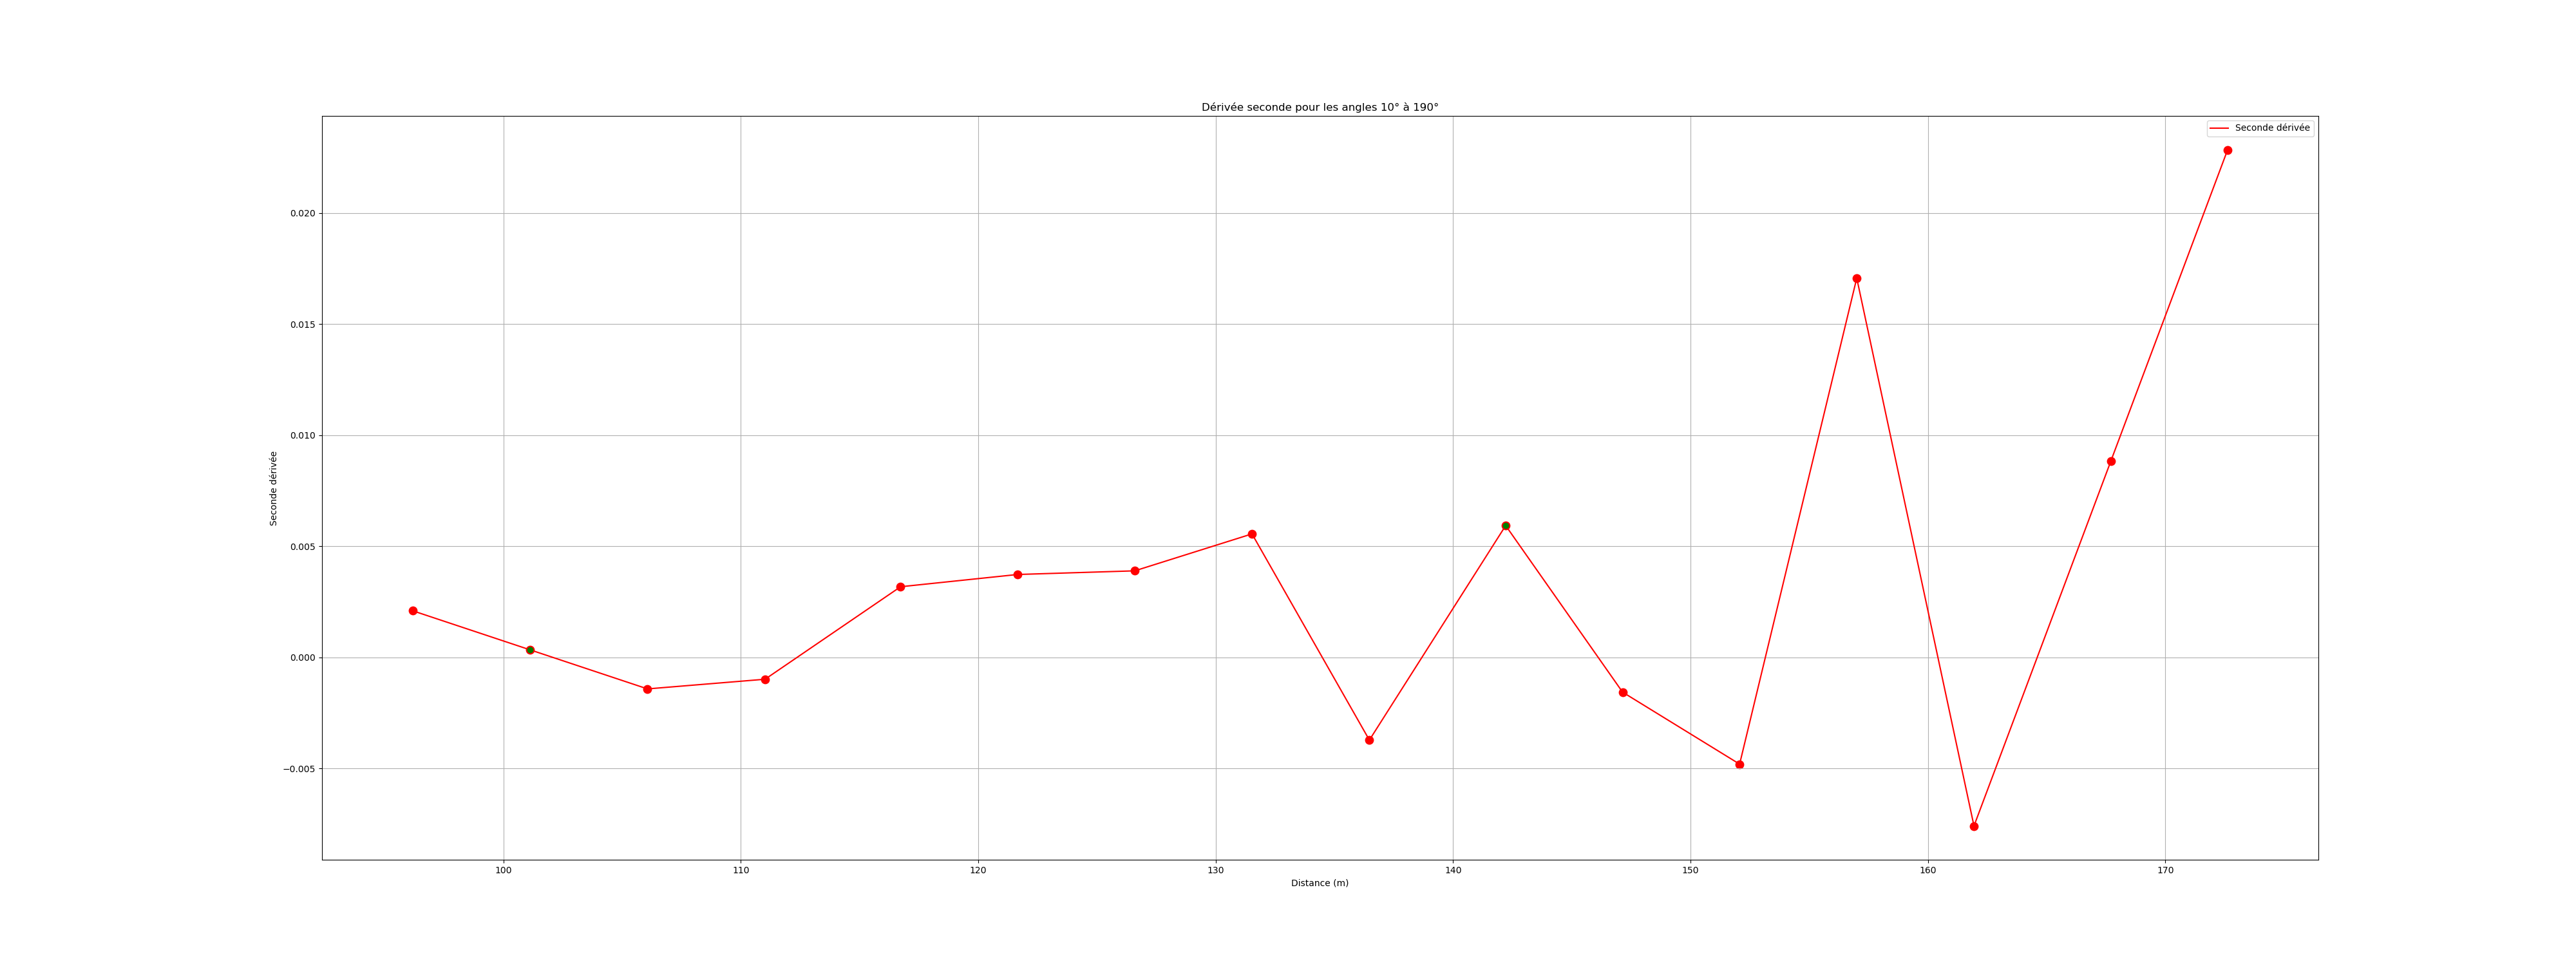 Dérivée seconde pour les angles 10° à 190°
Seconde dérivée
0.020
0.015
0.010
0.005
0.000
−0.005
Seconde dérivée
100 110 120 130 140 150 160 170
Distance (m)